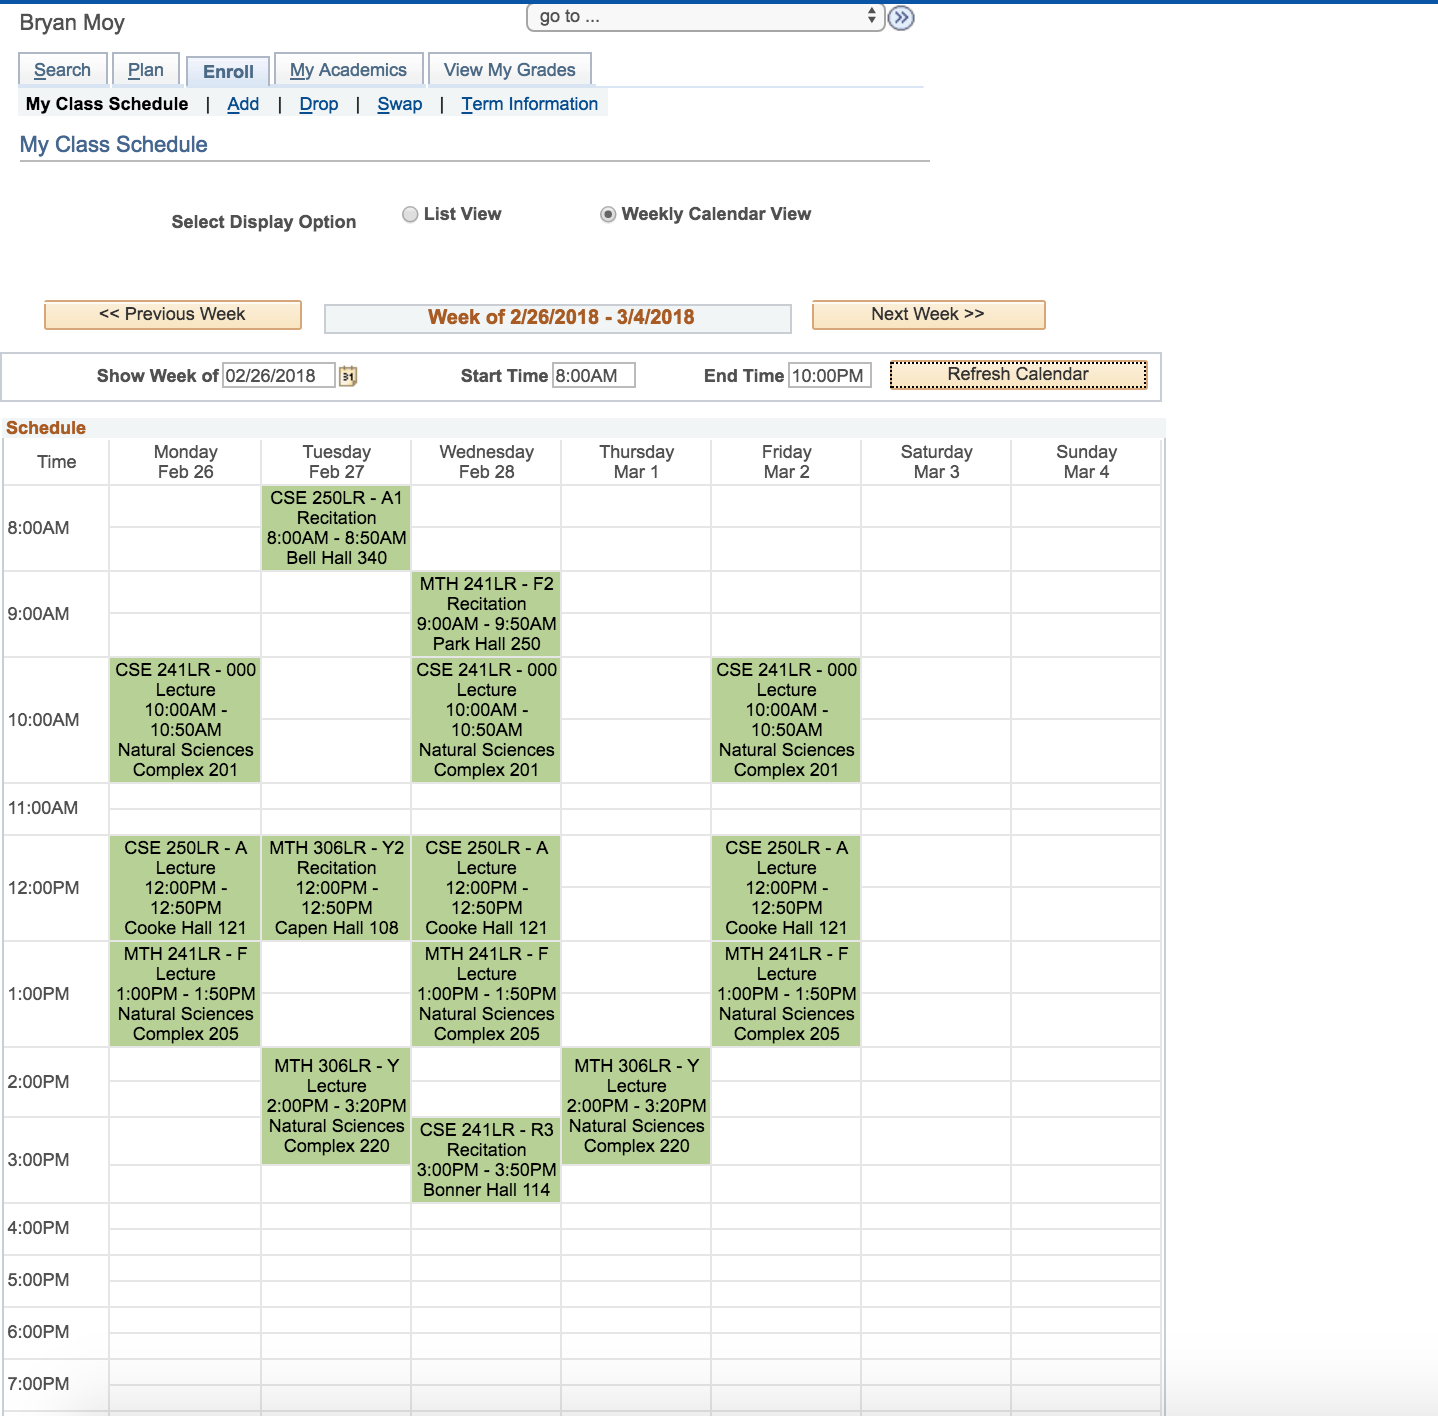 Bryan Moy
go to ...
Search Plan Enroll My Academics View My Grades
My Class Schedule | Add | Drop | Swap | Term Information
My Class Schedule
Select Display Option List View Weekly Calendar View
<< Previous Week Week of 2/26/2018 - 3/4/2018 Next Week >>
Show Week of 02/26/2018 31 Start Time 8:00AM End Time 10:00PM Refresh Calendar
Schedule
Time Monday Tuesday Wednesday Thursday Friday Saturday Sunday
Feb 26 Feb 27 Feb 28 Mar 1 Mar 2 Mar 3 Mar 4
8:00AM
CSE 250LR - A1
Recitation
8:00AM - 8:50AM
Bell Hall 340
9:00AM
MTH 241LR - F2
Recitation
9:00AM - 9:50AM
Park Hall 250
10:00AM
CSE 241LR - 000 CSE 241LR - 000 CSE 241LR - 000
Lecture Lecture Lecture
10:00AM - 10:00AM - 10:00AM -
10:50AM 10:50AM 10:50AM
Natural Sciences Natural Sciences Natural Sciences
Complex 201 Complex 201 Complex 201
11:00AM
12:00PM
CSE 250LR - A MTH 306LR - Y2 CSE 250LR - A CSE 250LR - A
Lecture Recitation Lecture Lecture
12:00PM - 12:00PM - 12:00PM - 12:00PM -
12:50PM 12:50PM 12:50PM 12:50PM
Cooke Hall 121 Capen Hall 108 Cooke Hall 121 Cooke Hall 121
1:00PM
MTH 241LR - F MTH 241LR - F MTH 241LR - F
Lecture Lecture Lecture
1:00PM - 1:50PM 1:00PM - 1:50PM 1:00PM - 1:50PM
Natural Sciences Natural Sciences Natural Sciences
Complex 205 Complex 205 Complex 205
2:00PM
MTH 306LR - Y MTH 306LR - Y
Lecture Lecture
2:00PM - 3:20PM 2:00PM - 3:20PM
Natural Sciences Natural Sciences
Complex 220 Complex 220
3:00PM
CSE 241LR - R3
Recitation
3:00PM - 3:50PM
Bonner Hall 114
4:00PM
5:00PM
6:00PM
7:00PM